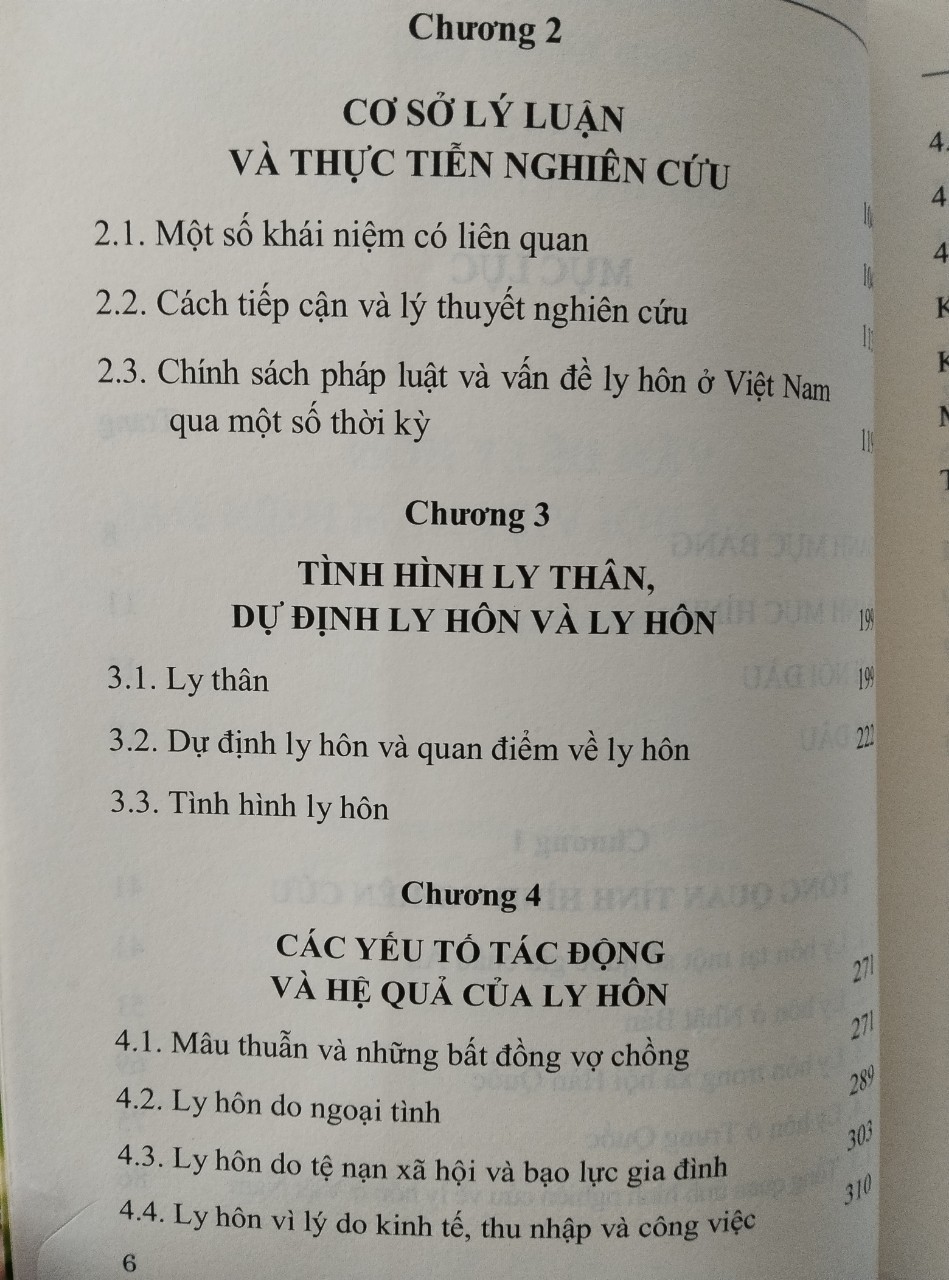 Chương 2
CƠ SỞ LÝ LUẬN
VÀ THỰC TIỄN NGHIÊN CỨU
2.1. Một số khái niệm có liên quan
2.2. Cách tiếp cận và lý thuyết nghiên cứu
2.3. Chính sách pháp luật và vấn đề ly hôn ở Việt Nam
qua một số thời kỳ
119
Chương 3
TÌNH HÌNH LY THÂN,
DỰ ĐỊNH LY HÔN VÀ LY HÔN 199
3.1. Ly thân 199
3.2. Dự định ly hôn và quan điểm về ly hôn 222
3.3. Tình hình ly hôn
Chương 4
CÁC YẾU TỐ TÁC ĐỘNG
VÀ HỆ QUẢ CỦA LY HÔN 271
4.1. Mâu thuẫn và những bất đồng vợ chồng 271
4.2. Ly hôn do ngoại tình 289
4.3. Ly hôn do tệ nạn xã hội và bạo lực gia đình 303
4.4. Ly hôn vì lý do kinh tế, thu nhập và công việc 310
6